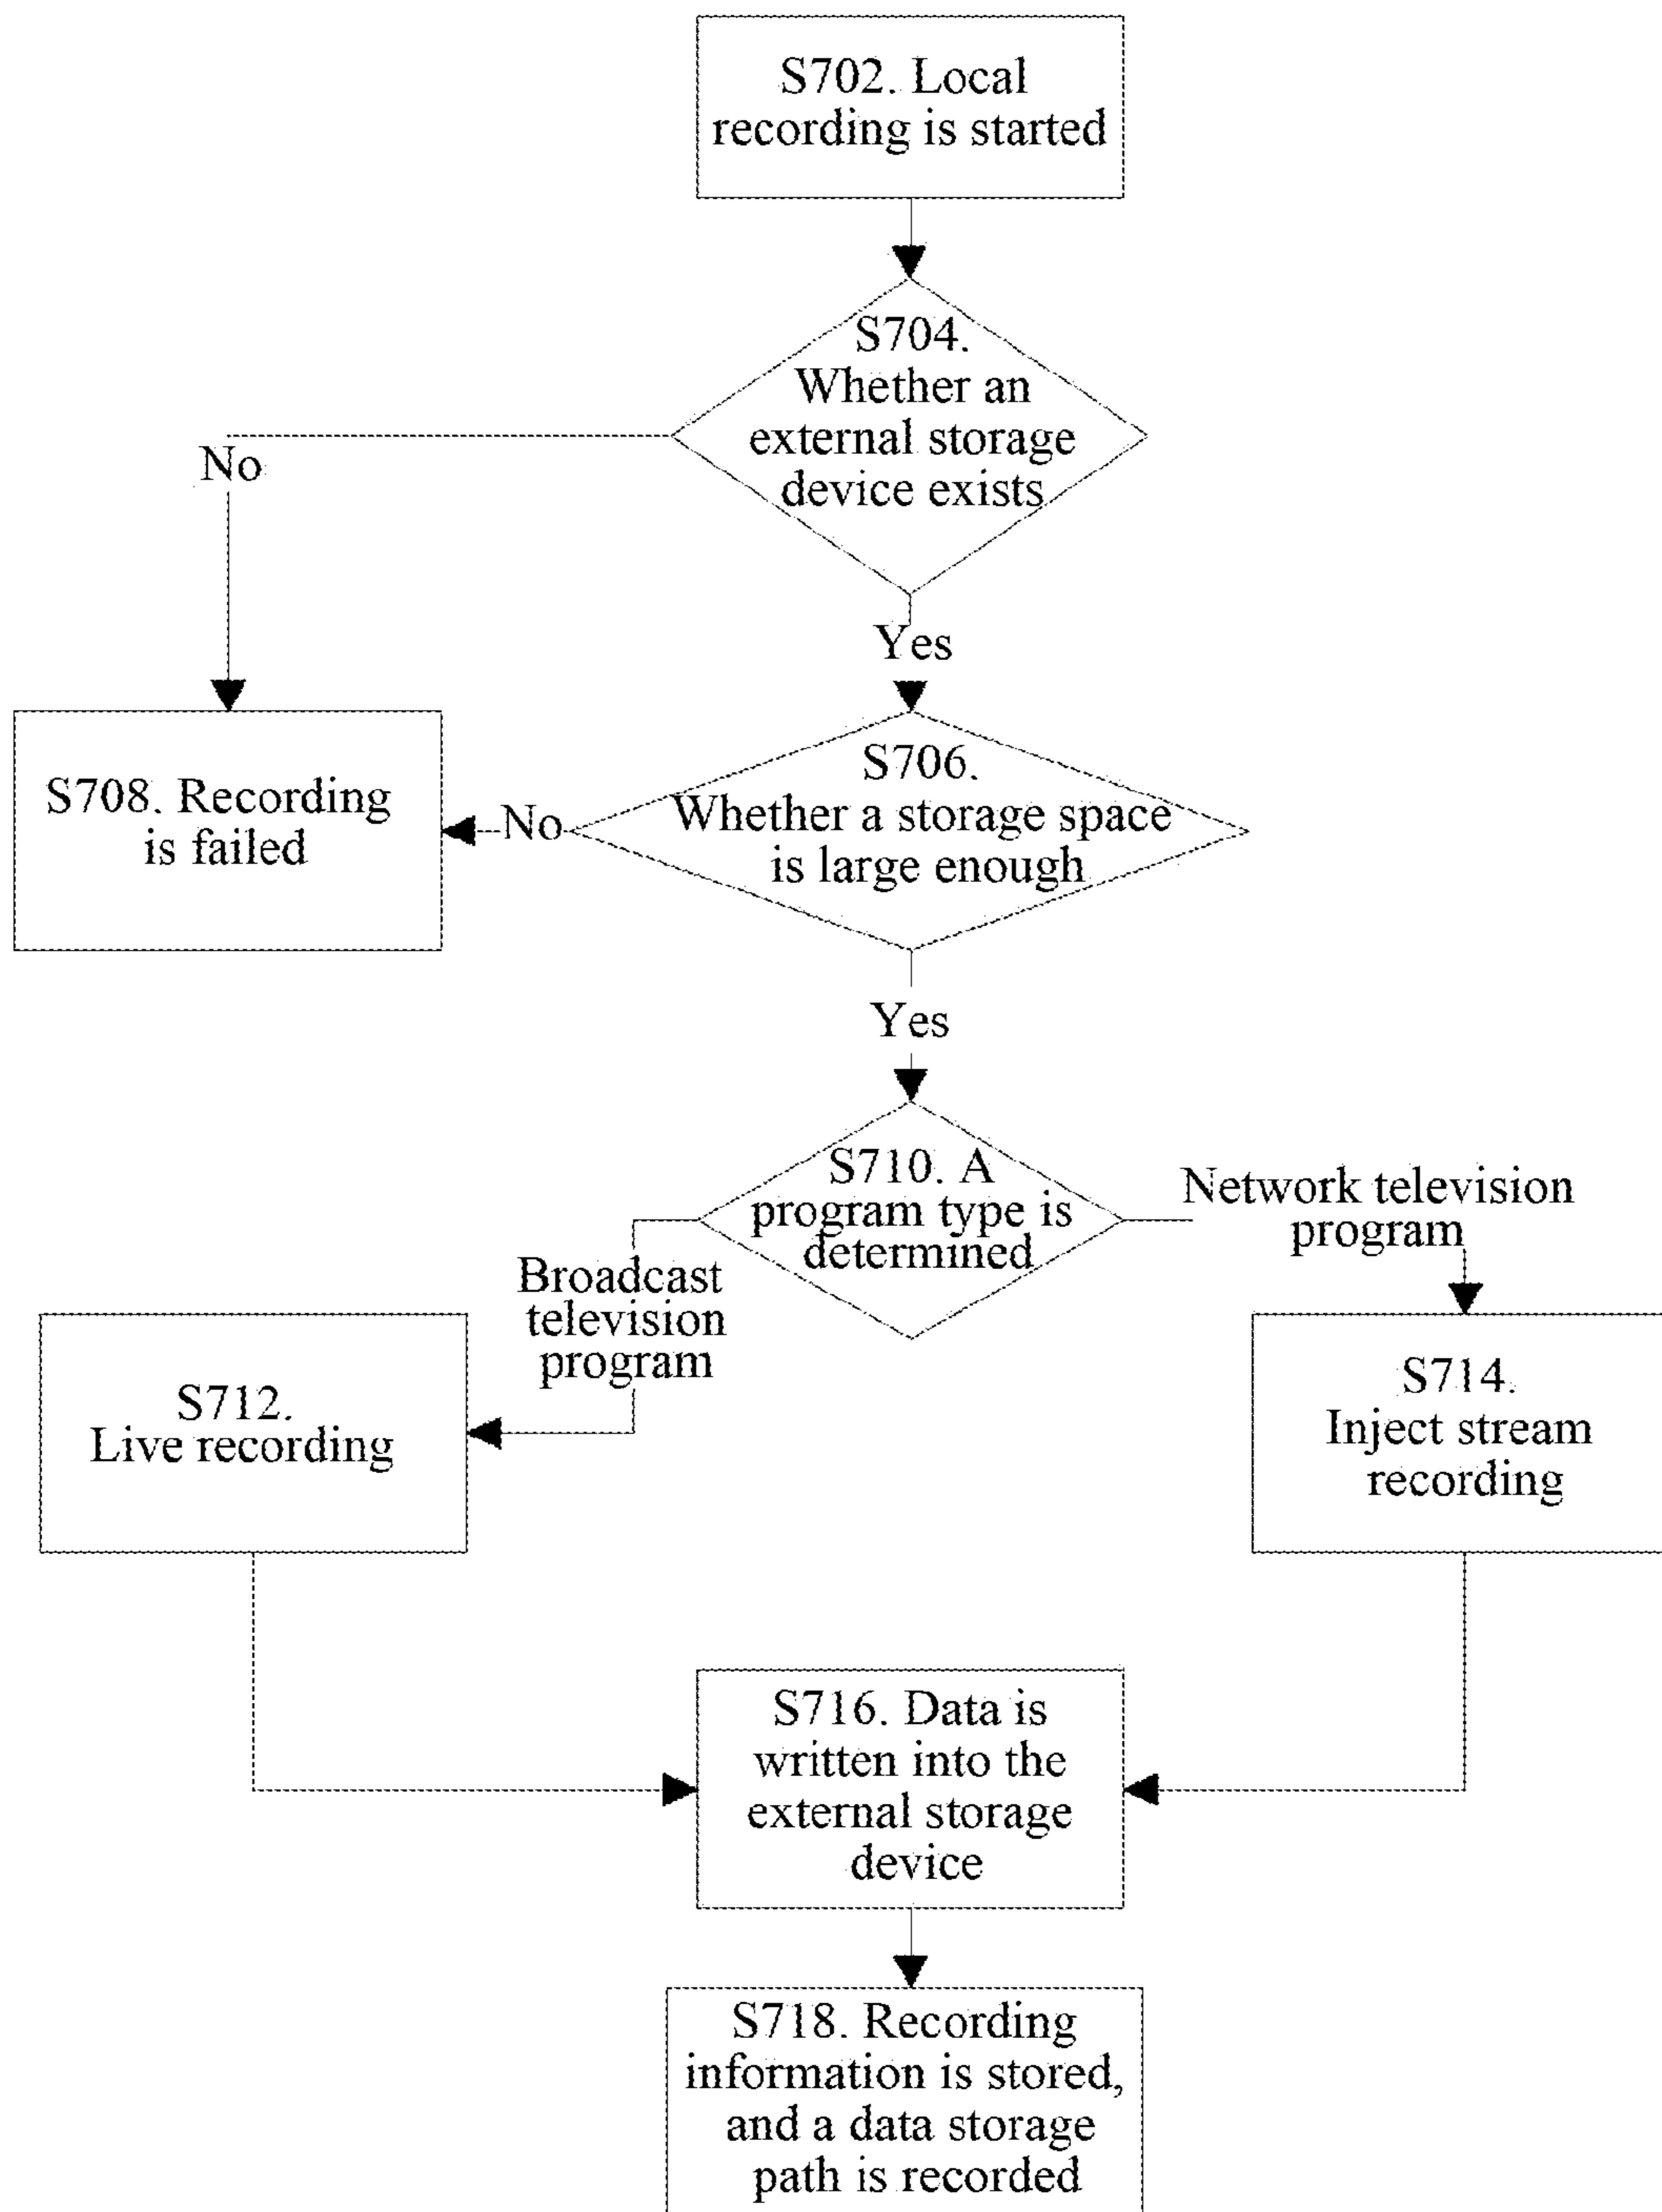 S702. Local
recording is started
S704.
Whether an
external storage
device exists
No
Yes
S708. Recording
is failed
No
S706.
Whether a storage space
is large enough
Yes
S710. A
program type is
determined
Network television
program
Broadcast
television
program
S712.
Live recording
S714.
Inject stream
recording
S716. Data is
written into the
external storage
device
S718. Recording
information is stored,
and a data storage
path is recorded